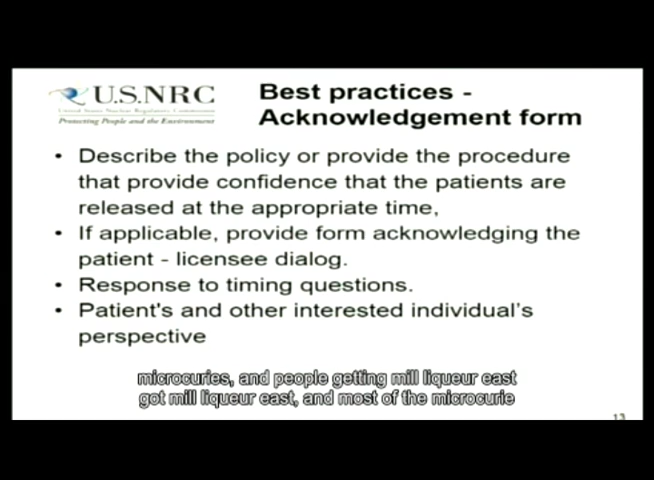 U.S.NRC
United States Nuclear Regulatory Commission
Protecting People and the Environment
Best practices -
Acknowledgement form
• Describe the policy or provide the procedure
that provide confidence that the patients are
released at the appropriate time,
• If applicable, provide form acknowledging the
patient - licensee dialog.
• Response to timing questions.
• Patient's and other interested individual's
perspective
microcuries, and people getting mill liqueur east
got mill liqueur east, and most of the microcurie
13